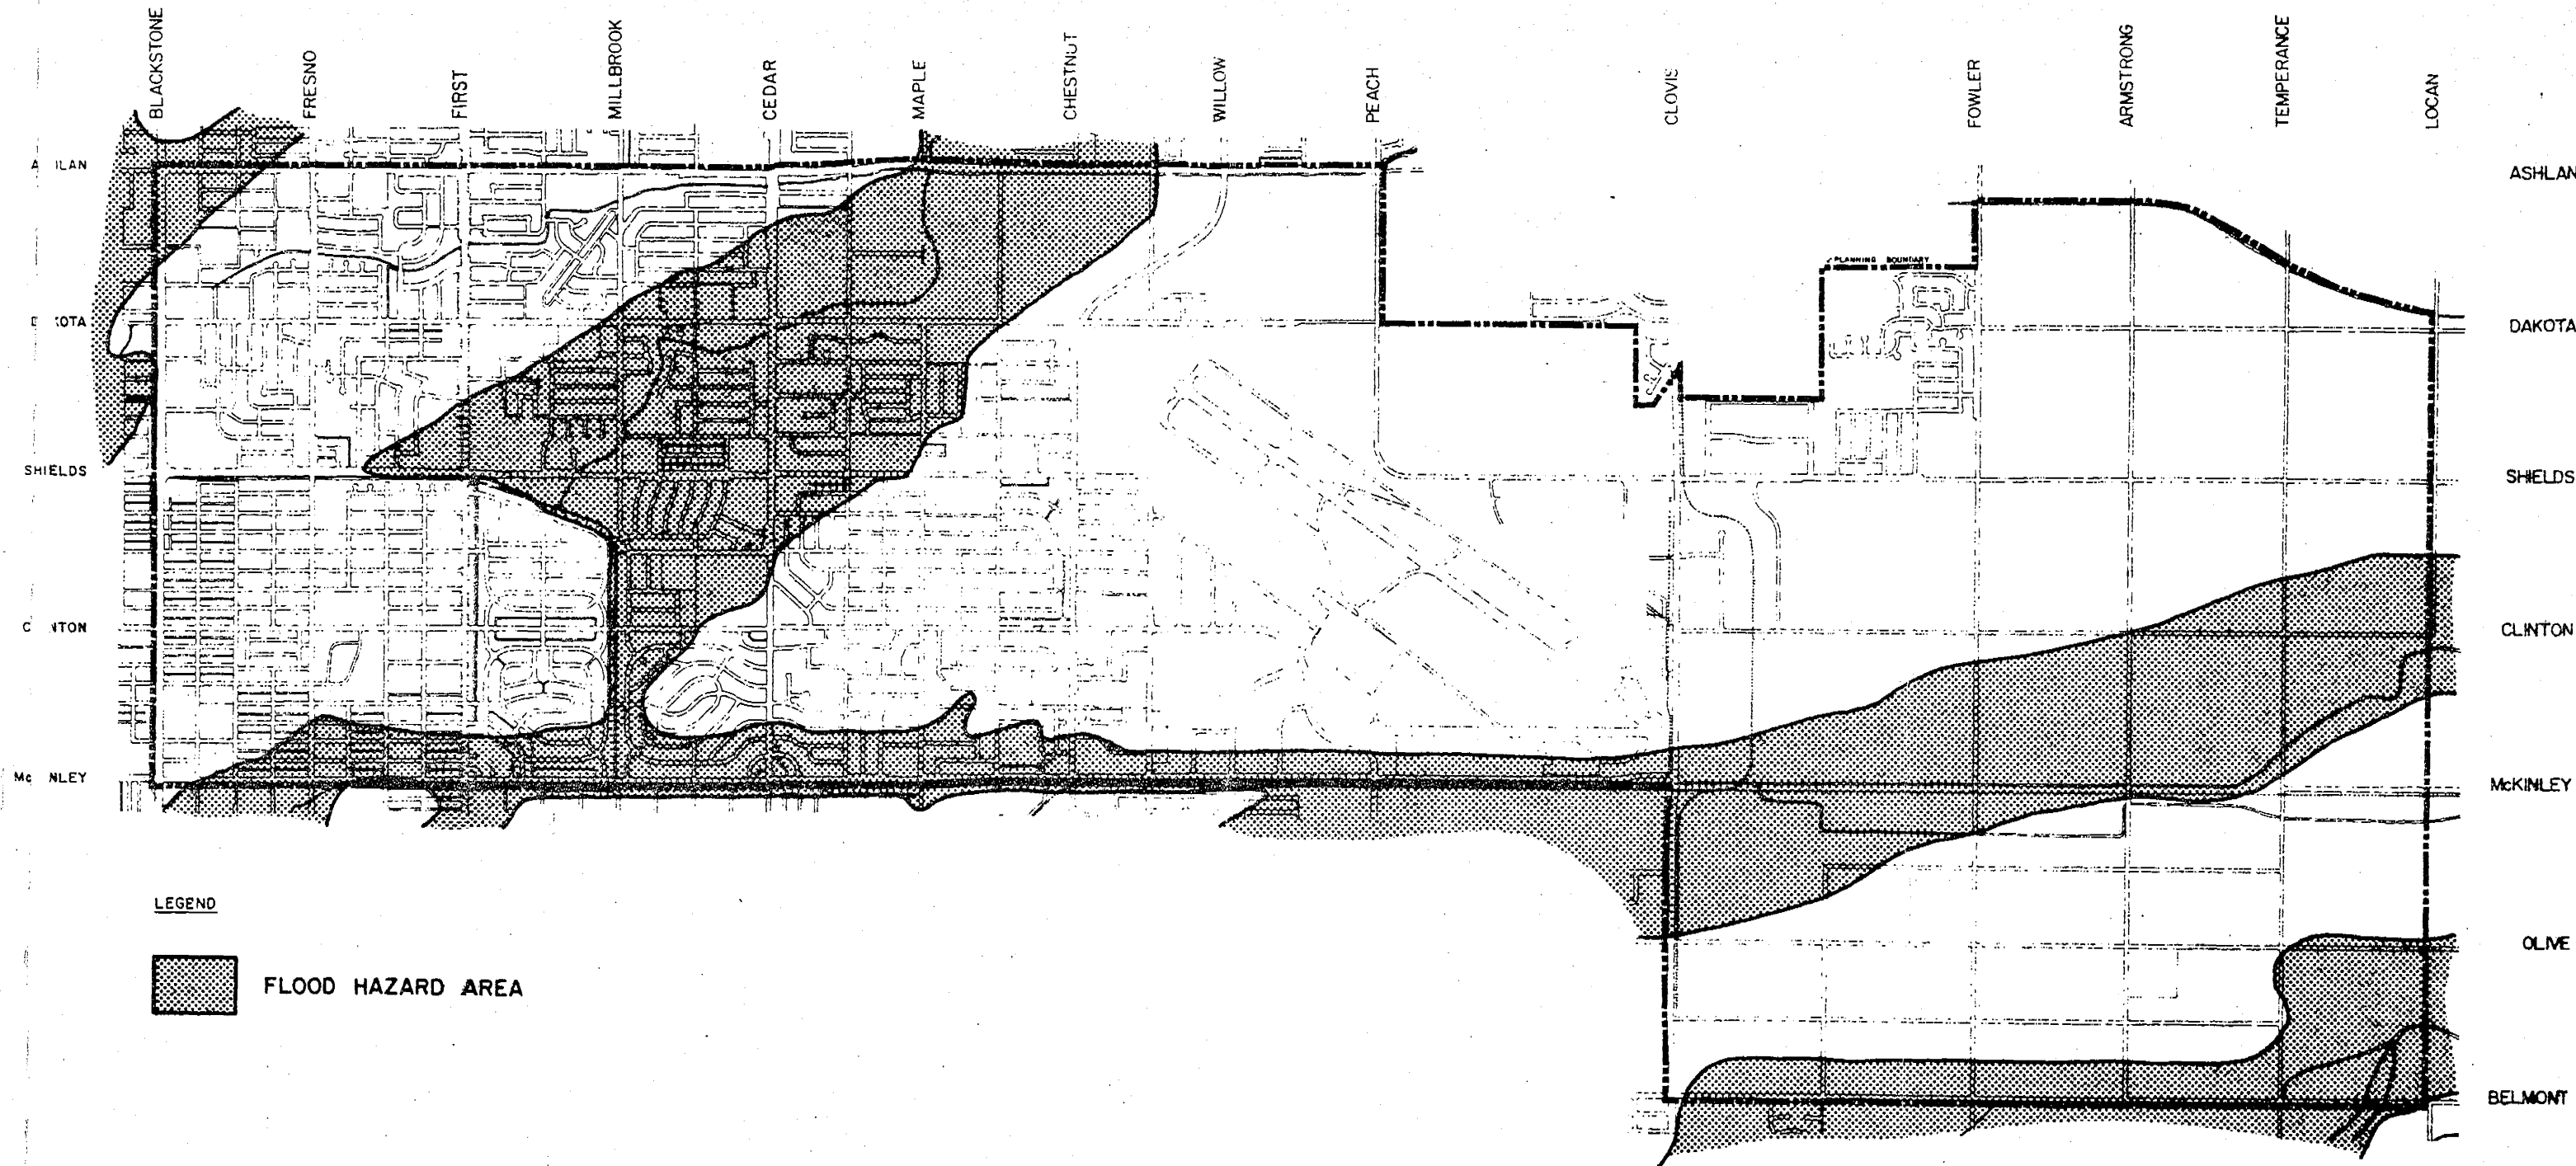 BLACKSTONE
FRESNO
FIRST
MILLBROOK
CEDAR
MAPLE
CHESTNUT
WILLOW
PEACH
CLOVIS
FOWLER
ARMSTRONG
TEMPERANCE
LOCAN
A ILAN
ASHLAN
PLANNING BOUNDARY
D KOTA
DAKOTA
SHIELDS
SHIELDS
C NTON
CLINTON
Mc NLEY
McKINLEY
LEGEND
OLIVE
FLOOD HAZARD AREA
BELMONT